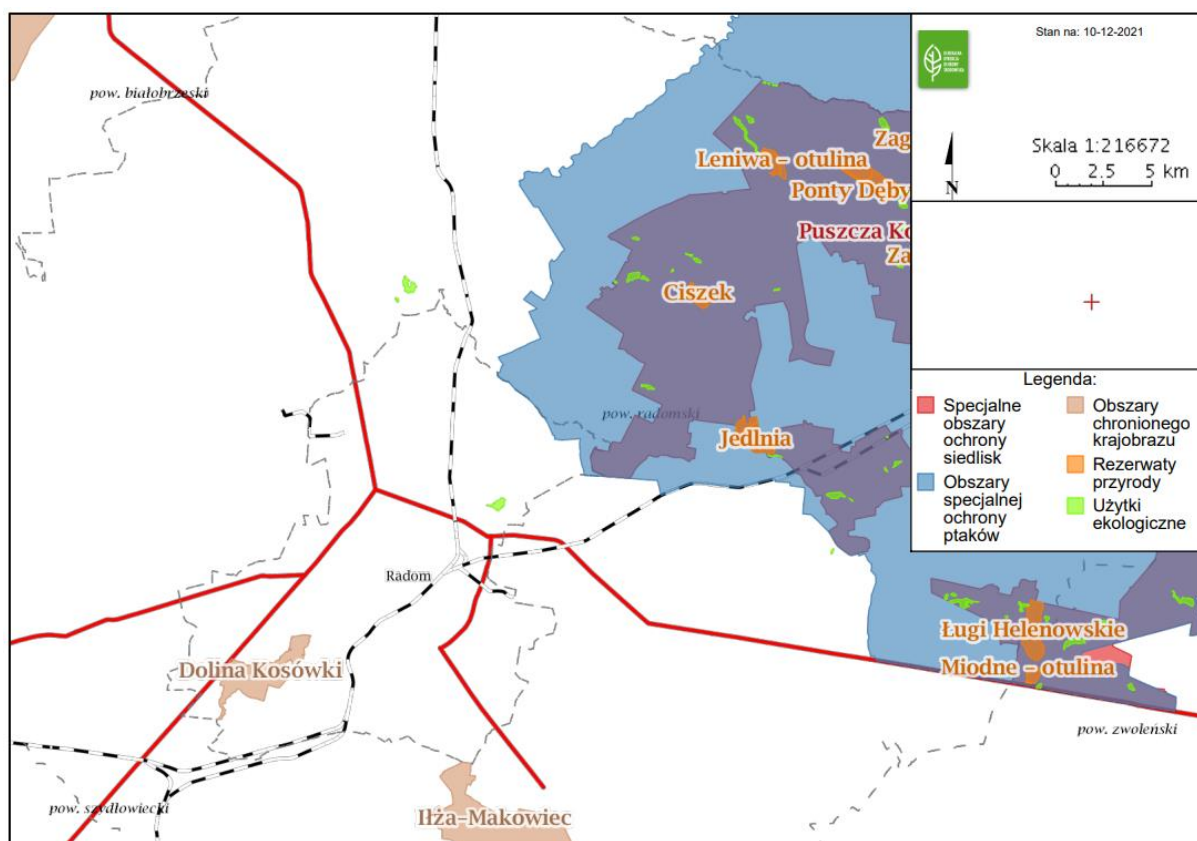 Stan na: 10-12-2021
Skala 1:216672
0 2.5 5 km
N
pow. białobrzeski
Zag
Leniwa – otulina
Ponty Dęby
Puszcza Ko
Za
Ciszek
pow. radomski
Jedlnia
Radom
Dolina Kosówki
Ługi Helenowskie
Miodne – otulina
pow. zwoleński
pow. szydłowiecki
Iłża-Makowiec
Legenda:
Specjalne
obszary
ochrony
siedlisk
Obszary
specjalnej
ochrony
ptaków
Obszary
chronionego
krajobrazu
Rezerwaty
przyrody
Użytki
ekologiczne